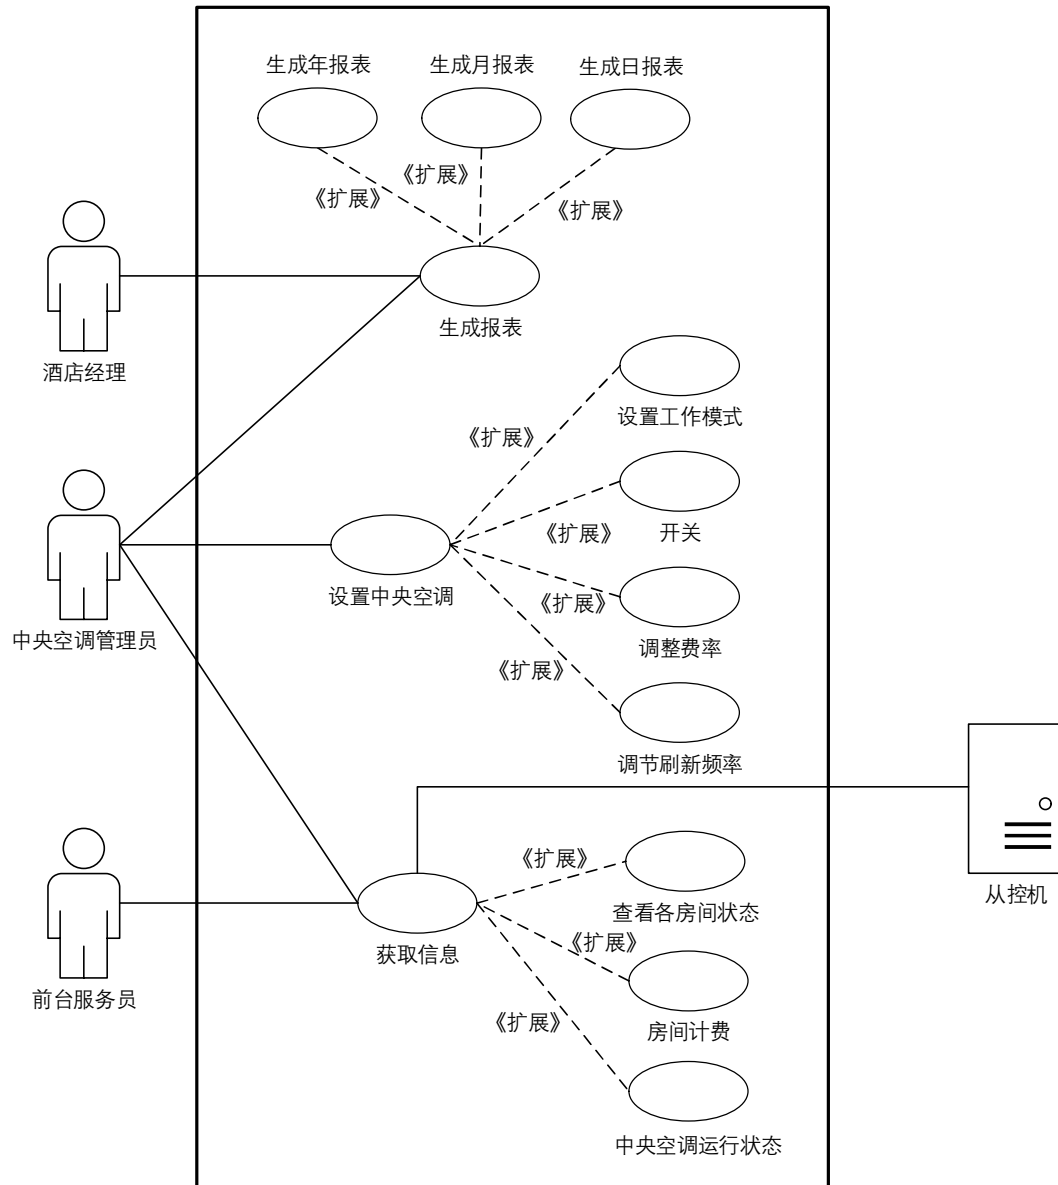 生成年报表
生成月报表
生成日报表
《扩展》
《扩展》
《扩展》
生成报表
酒店经理
设置工作模式
《扩展》
开关
《扩展》
设置中央空调
《扩展》
中央空调管理员
调整费率
《扩展》
调节刷新频率
《扩展》
查看各房间状态
从控机
《扩展》
获取信息
前台服务员
《扩展》
房间计费
中央空调运行状态